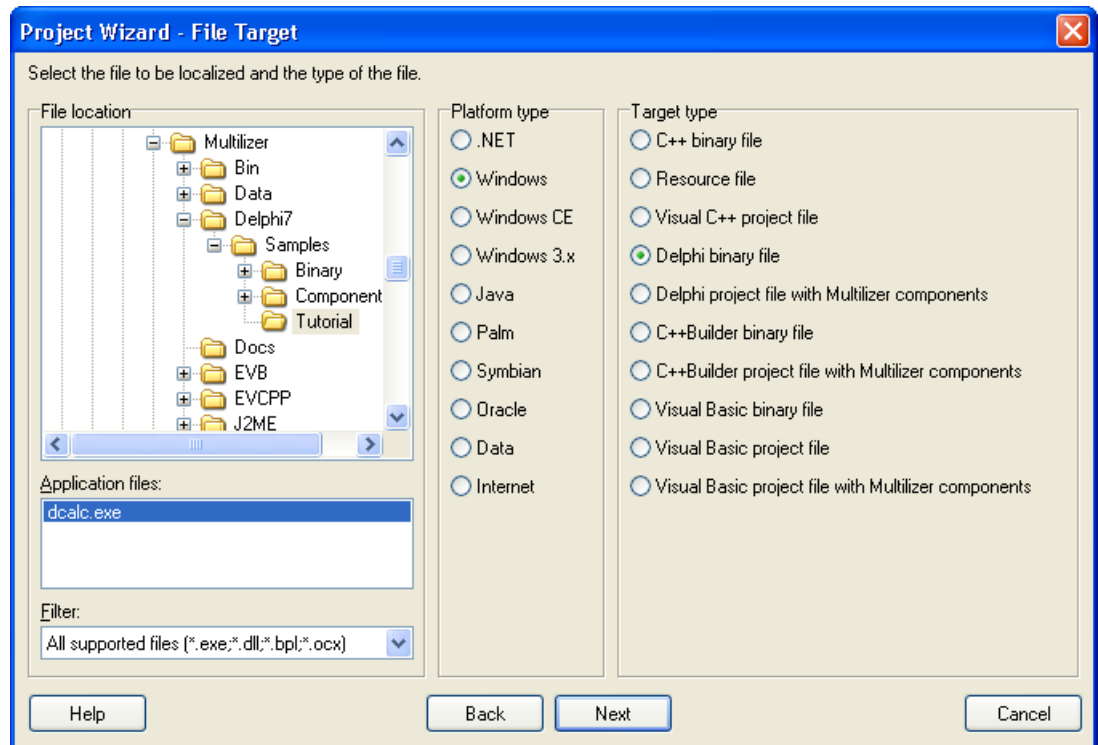 Project Wizard - File Target
Select the file to be localized and the type of the file.
File location
Multilizer
Bin
Data
Delphi7
Samples
Binary
Component
Tutorial
Docs
EVB
EVCPP
J2ME
Application files:
dcalc.exe
Filter:
All supported files (*.exe;*.dll;*.bpl;*.ocx)
Platform type
.NET
Windows
Windows CE
Windows 3.x
Java
Palm
Symbian
Oracle
Data
Internet
Target type
C++ binary file
Resource file
Visual C++ project file
Delphi binary file
Delphi project file with Multilizer components
C++Builder binary file
C++Builder project file with Multilizer components
Visual Basic binary file
Visual Basic project file
Visual Basic project file with Multilizer components
Help
Back
Next
Cancel